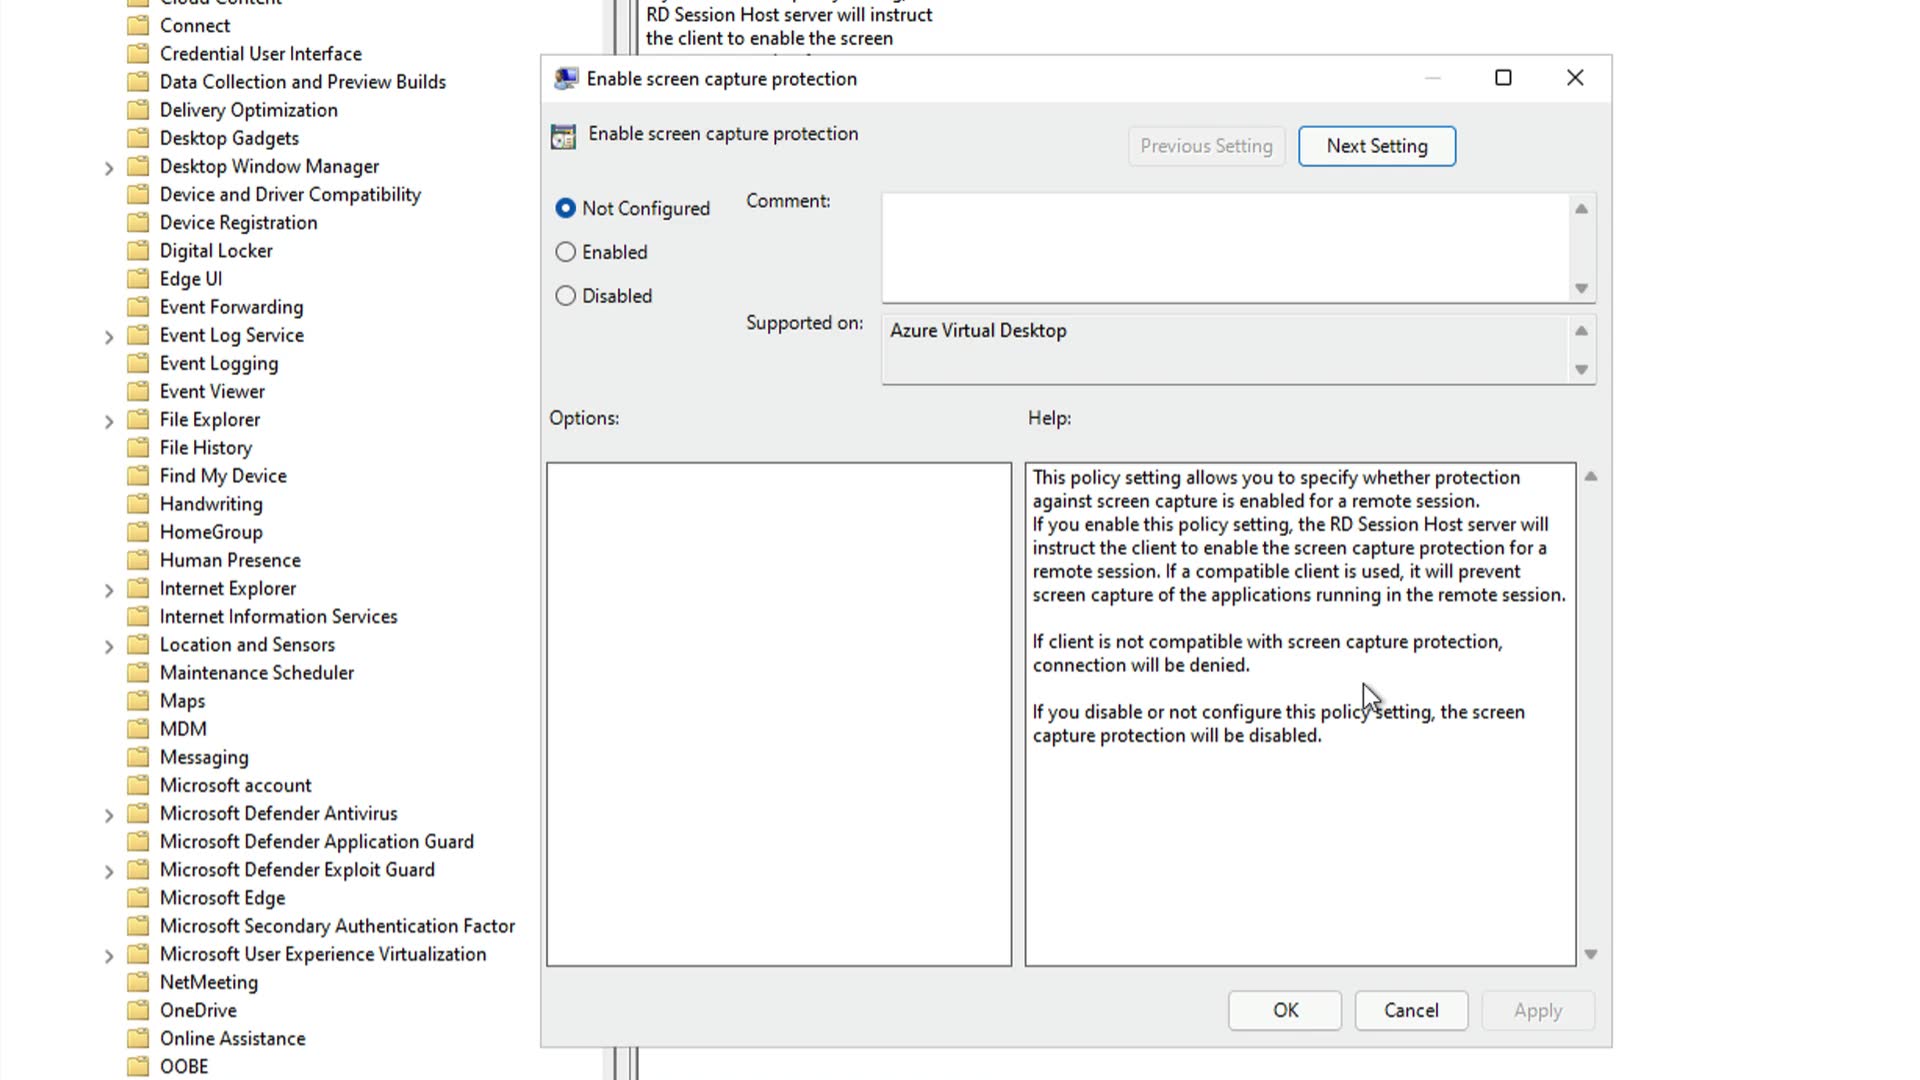 Cloud Content
Connect
Credential User Interface
Data Collection and Preview Builds
Delivery Optimization
Desktop Gadgets
Desktop Window Manager
Device and Driver Compatibility
Device Registration
Digital Locker
Edge UI
Event Forwarding
Event Log Service
Event Logging
Event Viewer
File Explorer
File History
Find My Device
Handwriting
HomeGroup
Human Presence
Internet Explorer
Internet Information Services
Location and Sensors
Maintenance Scheduler
Maps
MDM
Messaging
Microsoft account
Microsoft Defender Antivirus
Microsoft Defender Application Guard
Microsoft Defender Exploit Guard
Microsoft Edge
Microsoft Secondary Authentication Factor
Microsoft User Experience Virtualization
NetMeeting
OneDrive
Online Assistance
OOBE
RD Session Host server will instruct
the client to enable the screen
Enable screen capture protection
Enable screen capture protection
Previous Setting
Next Setting
Not Configured
Enabled
Disabled
Comment:
Supported on:
Azure Virtual Desktop
Options:
Help:
This policy setting allows you to specify whether protection
against screen capture is enabled for a remote session.
If you enable this policy setting, the RD Session Host server will
instruct the client to enable the screen capture protection for a
remote session. If a compatible client is used, it will prevent
screen capture of the applications running in the remote session.
If client is not compatible with screen capture protection,
connection will be denied.
If you disable or not configure this policy setting, the screen
capture protection will be disabled.
OK
Cancel
Apply